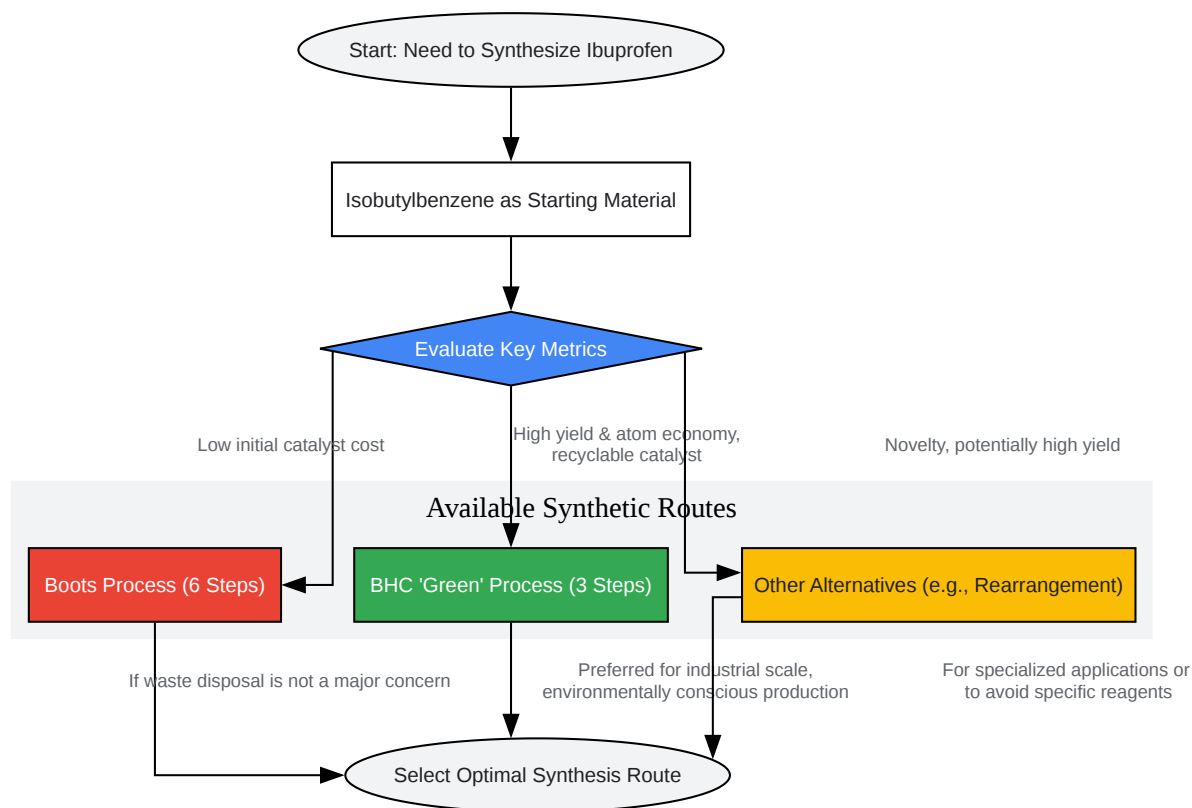 Start: Need to Synthesize Ibuprofen
Isobutylbenzene as Starting Material
Evaluate Key Metrics
Low initial catalyst cost
High yield & atom economy,
recyclable catalyst
Novelty, potentially high yield
Available Synthetic Routes
Boots Process (6 Steps)
BHC 'Green' Process (3 Steps)
Other Alternatives (e.g., Rearrangement)
If waste disposal is not a major concern
Preferred for industrial scale,
environmentally conscious production
For specialized applications or
to avoid specific reagents
Select Optimal Synthesis Route